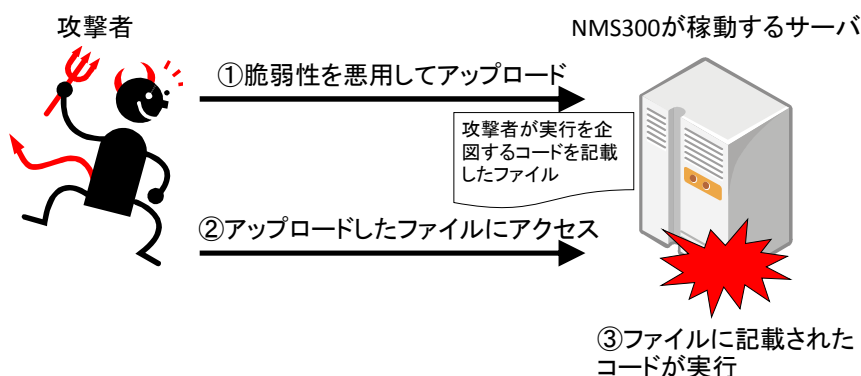 攻撃者
NMS300が稼動するサーバ
①脆弱性を悪用してアップロード
攻撃者が実行を企
図するコードを記載
したファイル
②アップロードしたファイルにアクセス
③ファイルに記載された
コードが実行